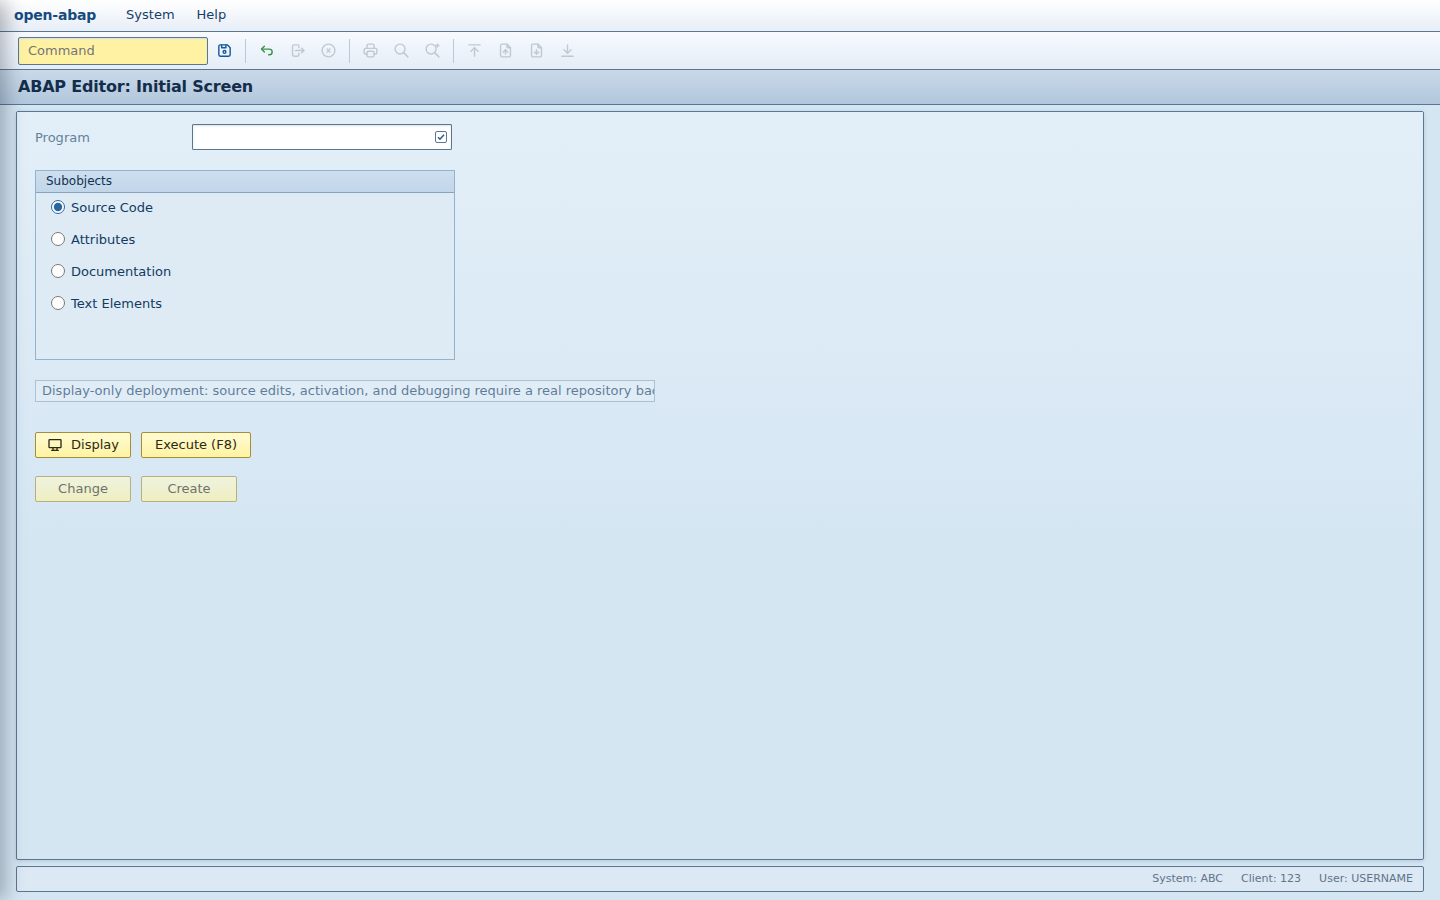 open-abap System Help
Command
ABAP Editor: Initial Screen
Program
Subobjects
Source Code
Attributes
Documentation
Text Elements
Display-only deployment: source edits, activation, and debugging require a real repository
Display Execute (F8)
Change Create
System: ABC Client: 123 User: USERNAME